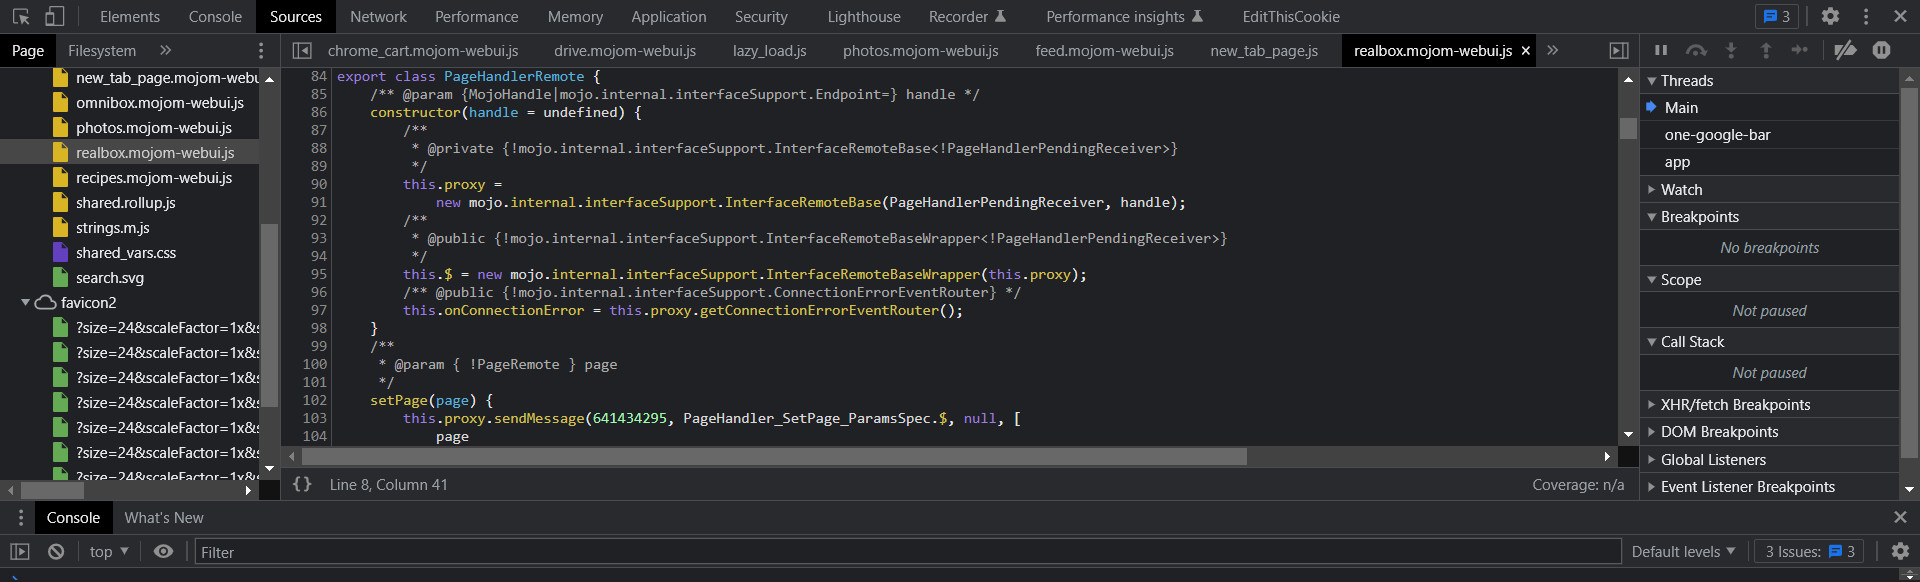 Elements Console Sources Network Performance Memory Application Security Lighthouse Recorder Performance insights EditThisCookie 3
Page Filesystem »
chrome_cart.mojom-webui.js drive.mojom-webui.js lazy_load.js photos.mojom-webui.js feed.mojom-webui.js new_tab_page.js realbox.mojom-webui.js × »
new_tab_page.mojom-webu
omnibox.mojom-webui.js
photos.mojom-webui.js
realbox.mojom-webui.js
recipes.mojom-webui.js
shared.rollup.js
strings.m.js
shared_vars.css
search.svg
favicon2
?size=24&scaleFactor=1x&s
?size=24&scaleFactor=1x&s
?size=24&scaleFactor=1x&s
?size=24&scaleFactor=1x&s
?size=24&scaleFactor=1x&s
?size=24&scaleFactor=1x&s
?size=24&scaleFactor=1x&s
84 export class PageHandlerRemote {
85 /** @param {MojoHandle|mojo.internal.interfaceSupport.Endpoint=} handle */
86 constructor(handle = undefined) {
87 /**
88 * @private {!mojo.internal.interfaceSupport.InterfaceRemoteBase<!PageHandlerPendingReceiver>}
89 */
90 this.proxy =
91 new mojo.internal.interfaceSupport.InterfaceRemoteBase(PageHandlerPendingReceiver, handle);
92 /**
93 * @public {!mojo.internal.interfaceSupport.InterfaceRemoteBaseWrapper<!PageHandlerPendingReceiver>}
94 */
95 this.$ = new mojo.internal.interfaceSupport.InterfaceRemoteBaseWrapper(this.proxy);
96 /** @public {!mojo.internal.interfaceSupport.ConnectionErrorEventRouter} */
97 this.onConnectionError = this.proxy.getConnectionErrorEventRouter();
98 }
99 /**
100 * @param { !PageRemote } page
101 */
102 setPage(page) {
103 this.proxy.sendMessage(641434295, PageHandler_SetPage_ParamsSpec.$, null, [
104 page
{} Line 8, Column 41 Coverage: n/a
Threads
Main
one-google-bar
app
Watch
Breakpoints
No breakpoints
Scope
Not paused
Call Stack
Not paused
XHR/fetch Breakpoints
DOM Breakpoints
Global Listeners
Event Listener Breakpoints
Console What's New
top Filter Default levels 3 Issues: 3